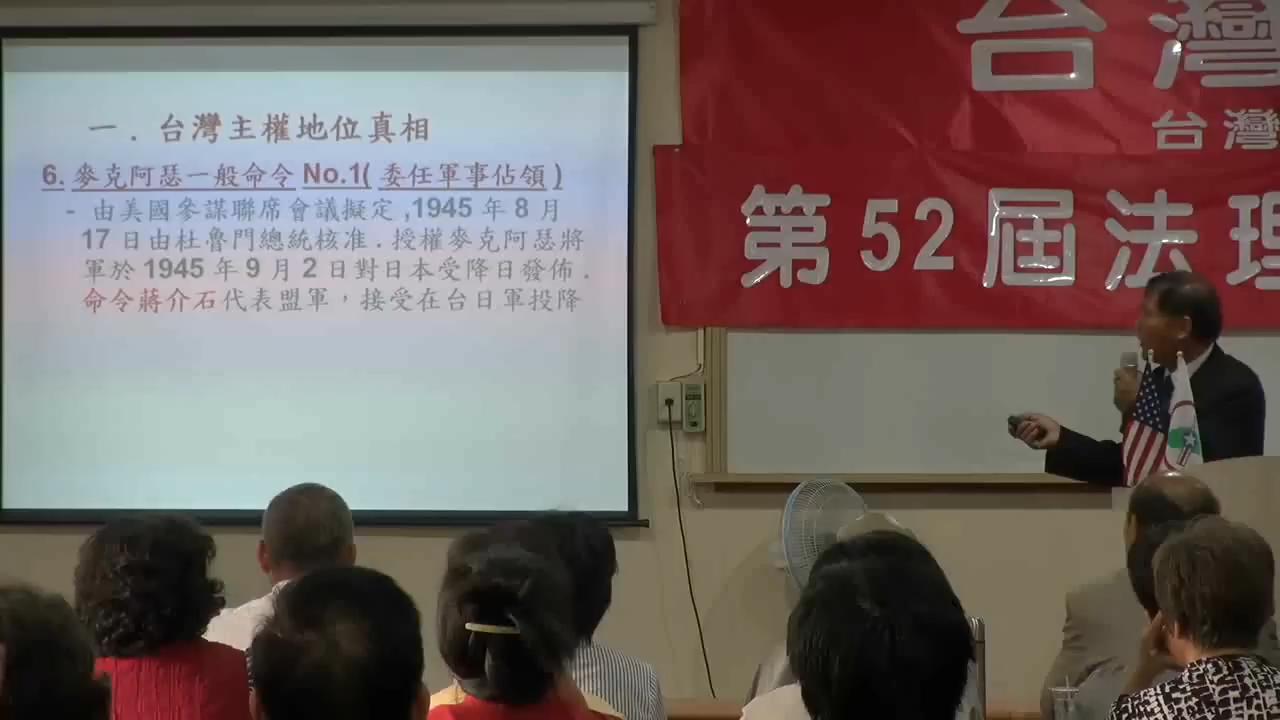 一 . 台灣主權地位真相
6. 麥克阿瑟一般命令 No.1( 委任軍事佔領 )
- 由美國參謀聯席會議擬定 ,1945 年 8 月
17 日由杜魯門總統核准 . 授權麥克阿瑟將
軍於 1945 年 9 月 2 日對日本受降日發佈 .
命令蔣介石代表盟軍，接受在台日軍投降
台灣
台灣
第52屆法理